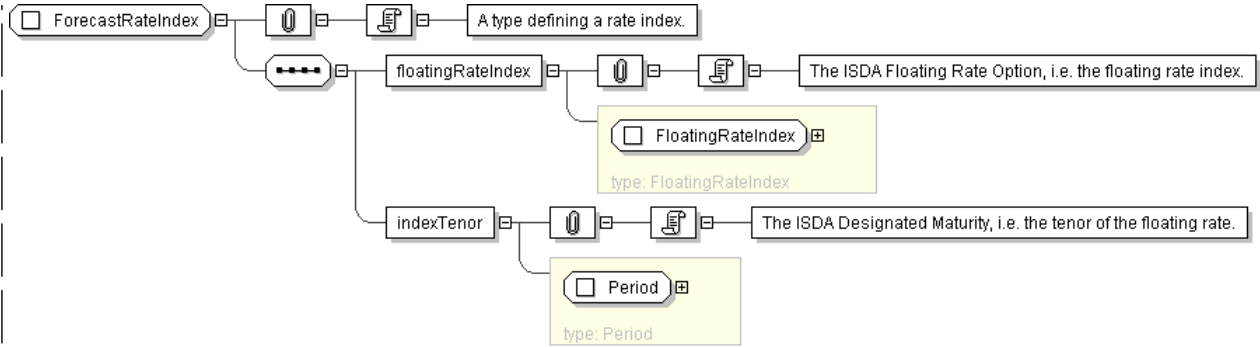 ForecastRateIndex
A type defining a rate index.
floatingRateIndex
The ISDA Floating Rate Option, i.e. the floating rate index.
FloatingRateIndex
type: FloatingRateIndex
indexTenor
The ISDA Designated Maturity, i.e. the tenor of the floating rate.
Period
type: Period